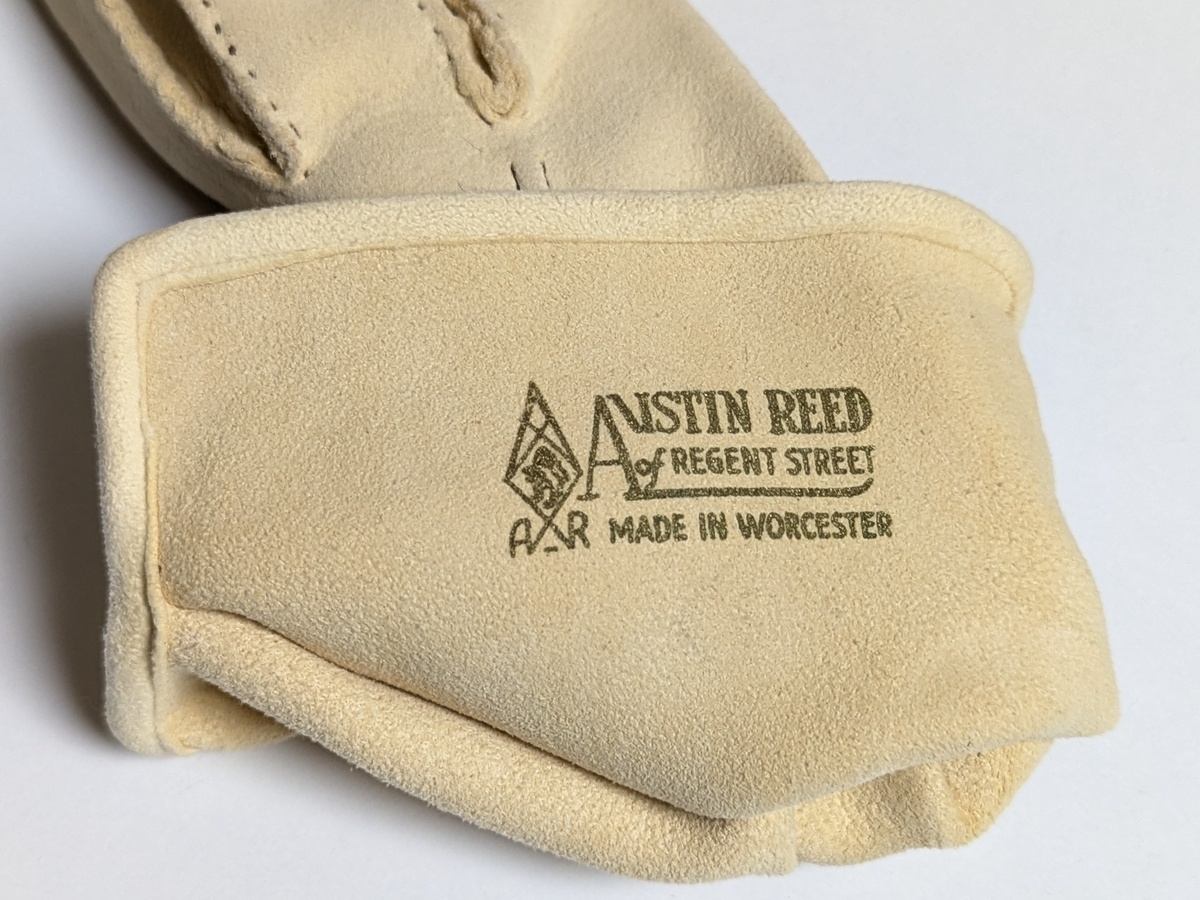 AUSTIN REED
of REGENT STREET
A R MADE IN WORCESTER